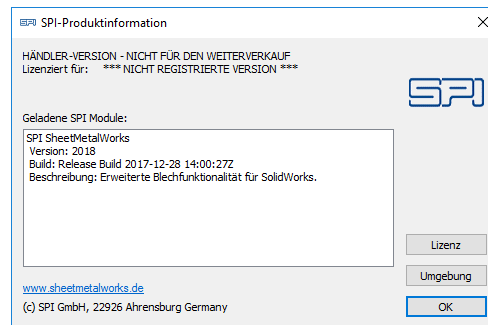 SPI SPI-Produktinformation
HÄNDLER-VERSION - NICHT FÜR DEN WEITERVERKAUF
Lizenziert für: *** NICHT REGISTRIERTE VERSION ***
SPI
Geladene SPI Module:
SPI SheetMetalWorks
Version: 2018
Build: Release Build 2017-12-28 14:00:27Z
Beschreibung: Erweiterte Blechfunktionalität für SolidWorks.
Lizenz
Umgebung
www.sheetmetalworks.de
(c) SPI GmbH, 22926 Ahrensburg Germany
OK